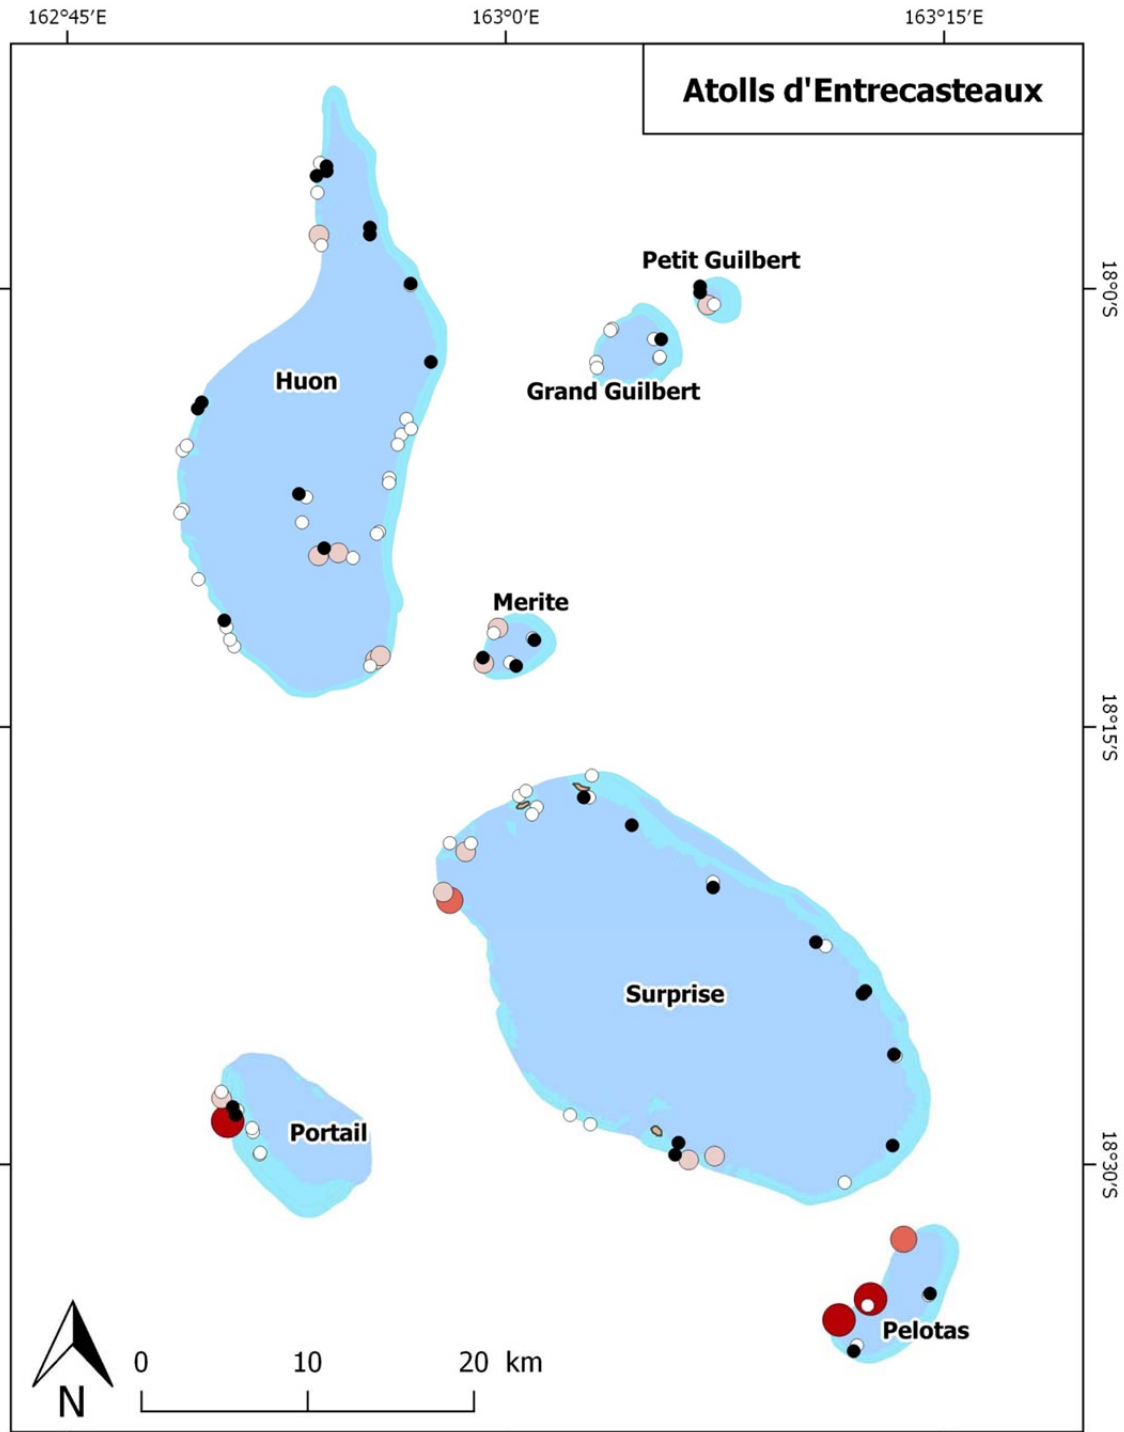 162°45′E 163°0′E 163°15′E
Atolls d'Entrecasteaux
Petit Guilbert
18°0′S
Huon
Grand Guilbert
Merite
18°15′S
Surprise
Portail
18°30′S
Pelotas
0 10 20 km
N